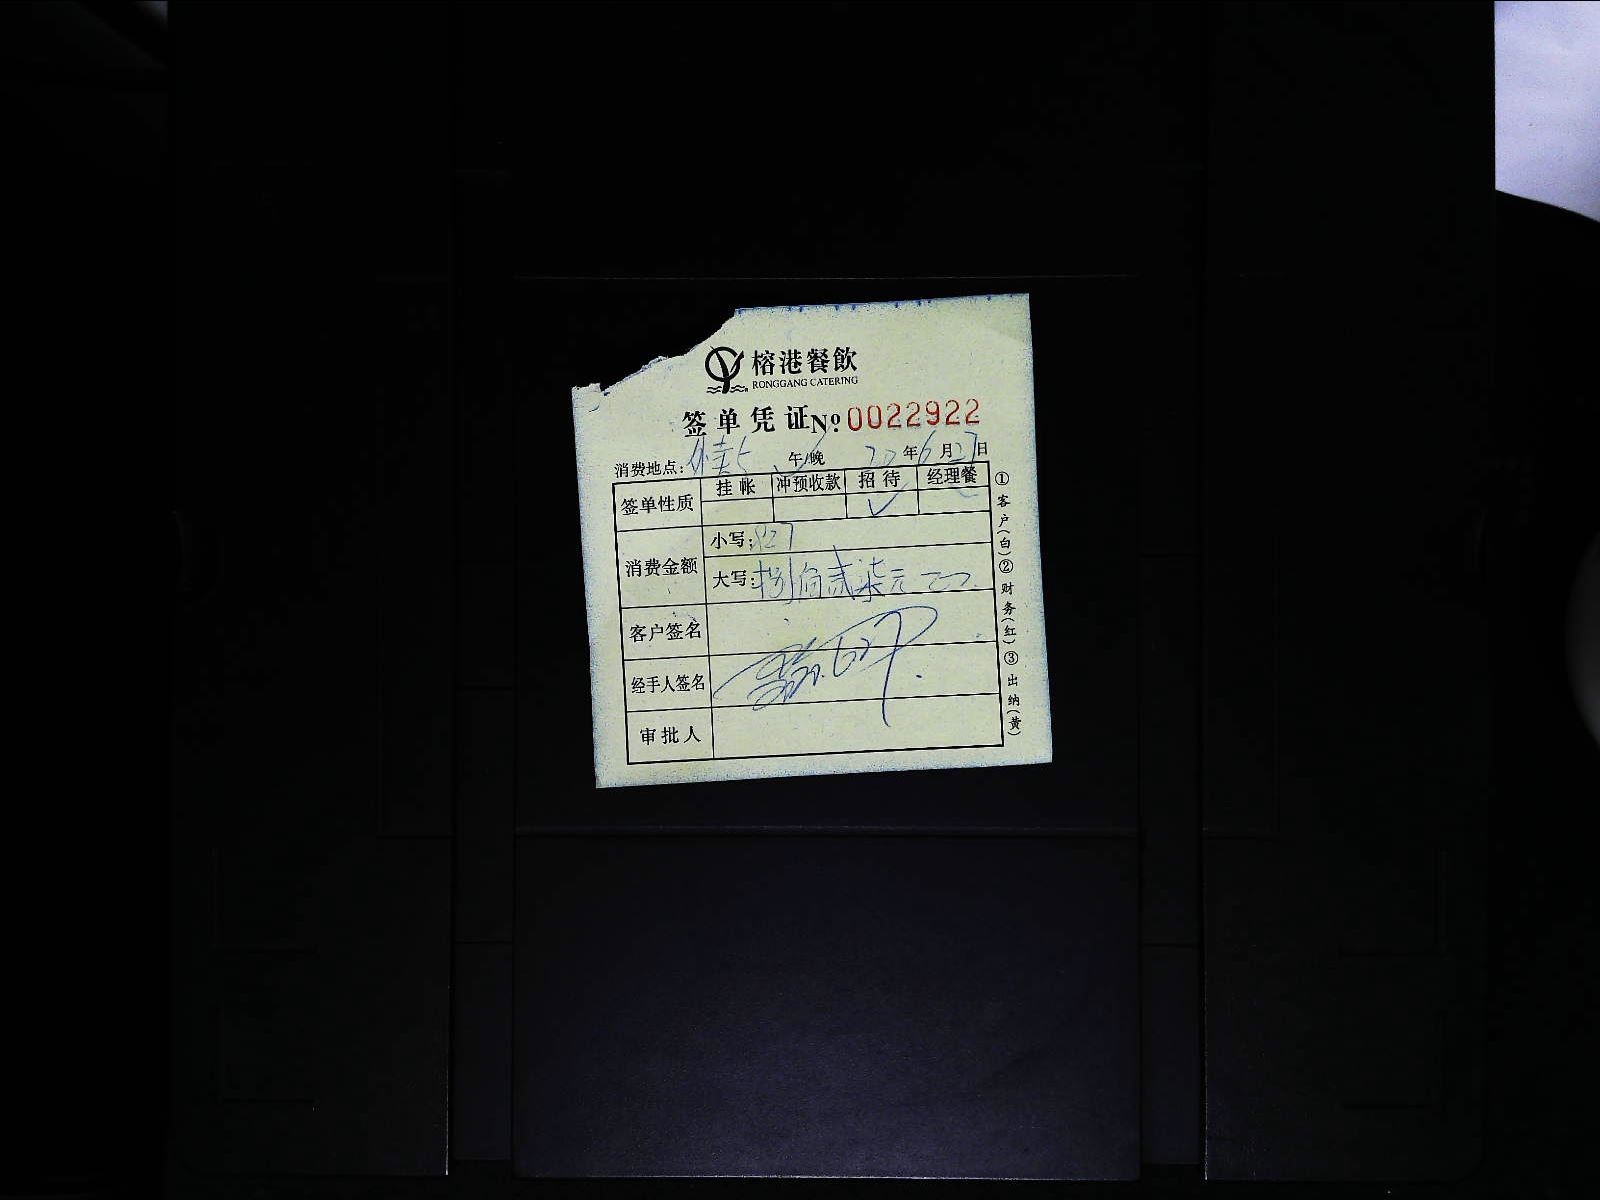 榕港餐飲
RONGGANG CATERING
签单凭证 No 0022922
消费地点: 午/晚 年6月27日
签单性质 挂帐 冲预收款 招待 经理餐
✓
消费金额 小写: 827
大写: 捌佰贰柒元
客户签名
经手人签名
审批人
①客户(白)②财务(红)③出纳(黄)